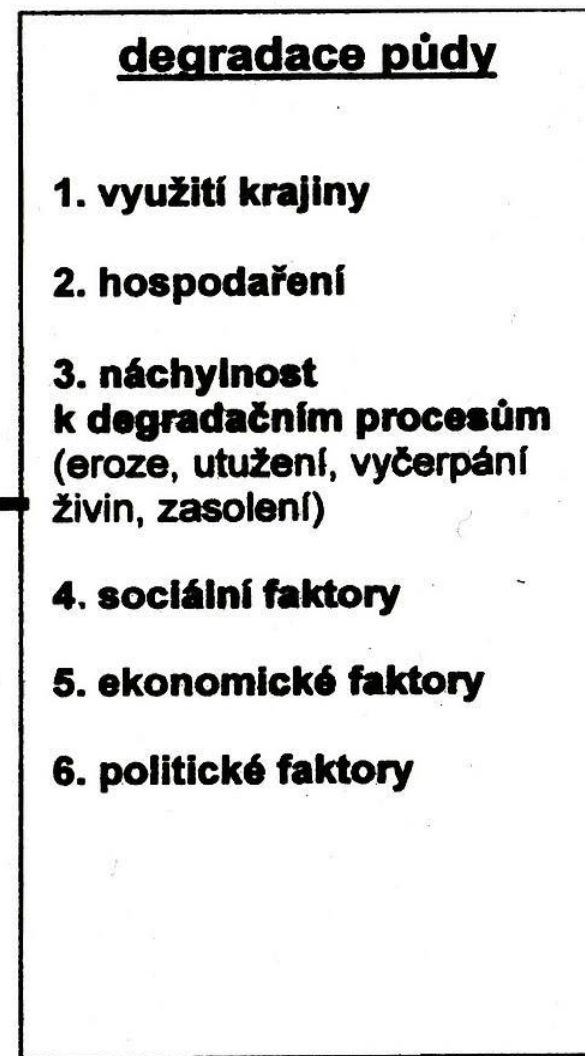 degradace půdy
1. využití krajiny
2. hospodaření
3. náchylnost
k degradačním procesům
(eroze, utužení, vyčerpání
živin, zasolení)
4. sociální faktory
5. ekonomické faktory
6. politické faktory